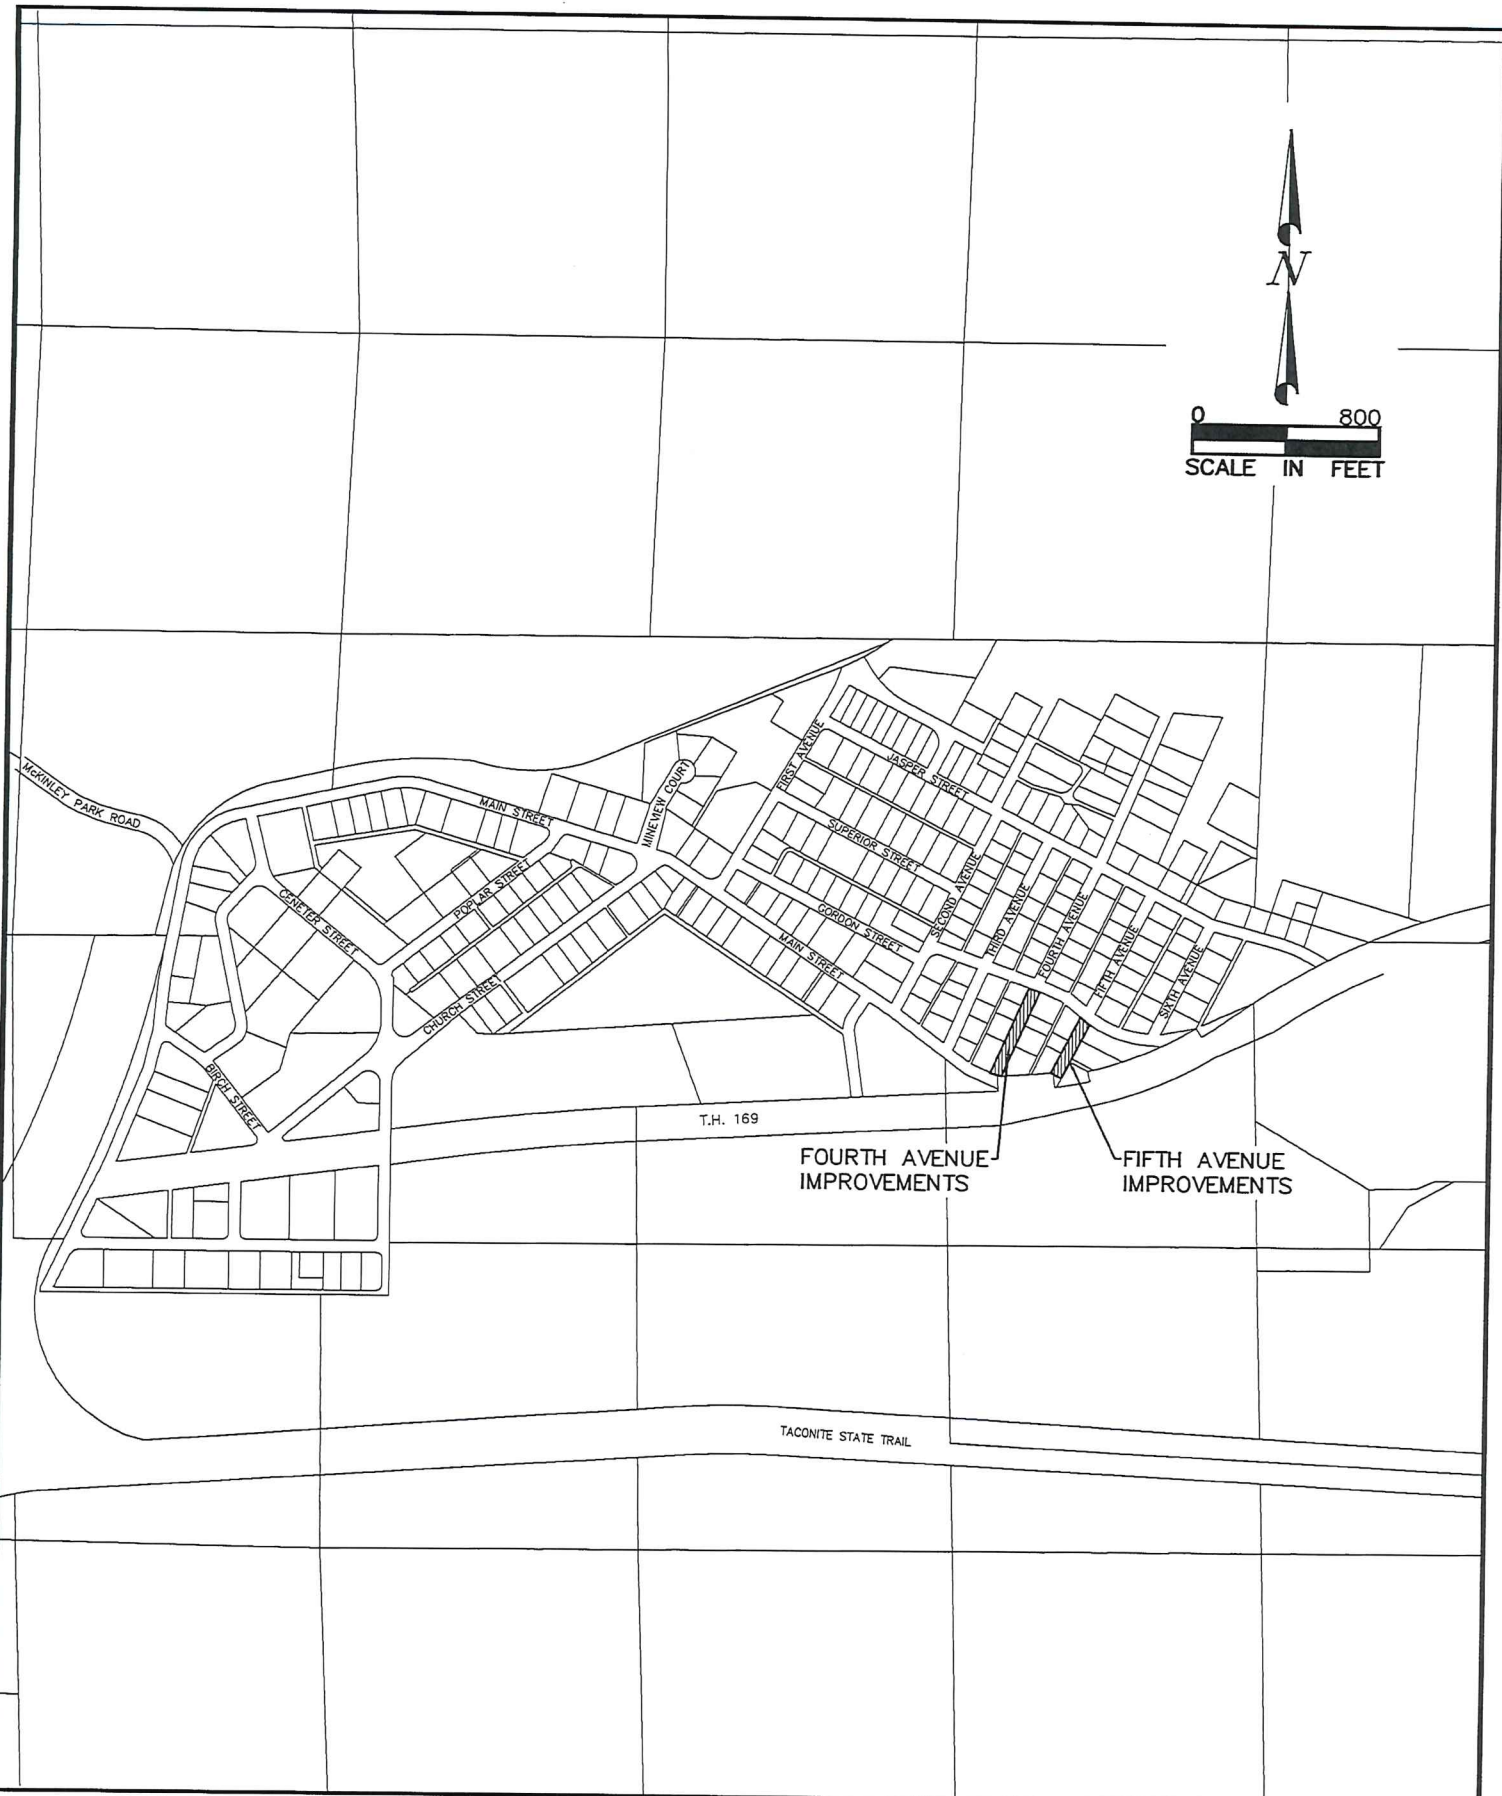 N
0 800
SCALE IN FEET
McKINLEY PARK ROAD
MAIN STREET
MINEVIEW COURT
FIRST AVENUE
JASPER STREET
SUPERIOR STREET
CENETER STREET
POPLAR STREET
SECOND AVENUE
GORDON STREET
THIRD AVENUE
FOURTH AVENUE
MAIN STREET
FIFTH AVENUE
SIXTH AVENUE
CHURCH STREET
BIRCH STREET
T.H. 169
FOURTH AVENUE
IMPROVEMENTS
FIFTH AVENUE
IMPROVEMENTS
TACONITE STATE TRAIL